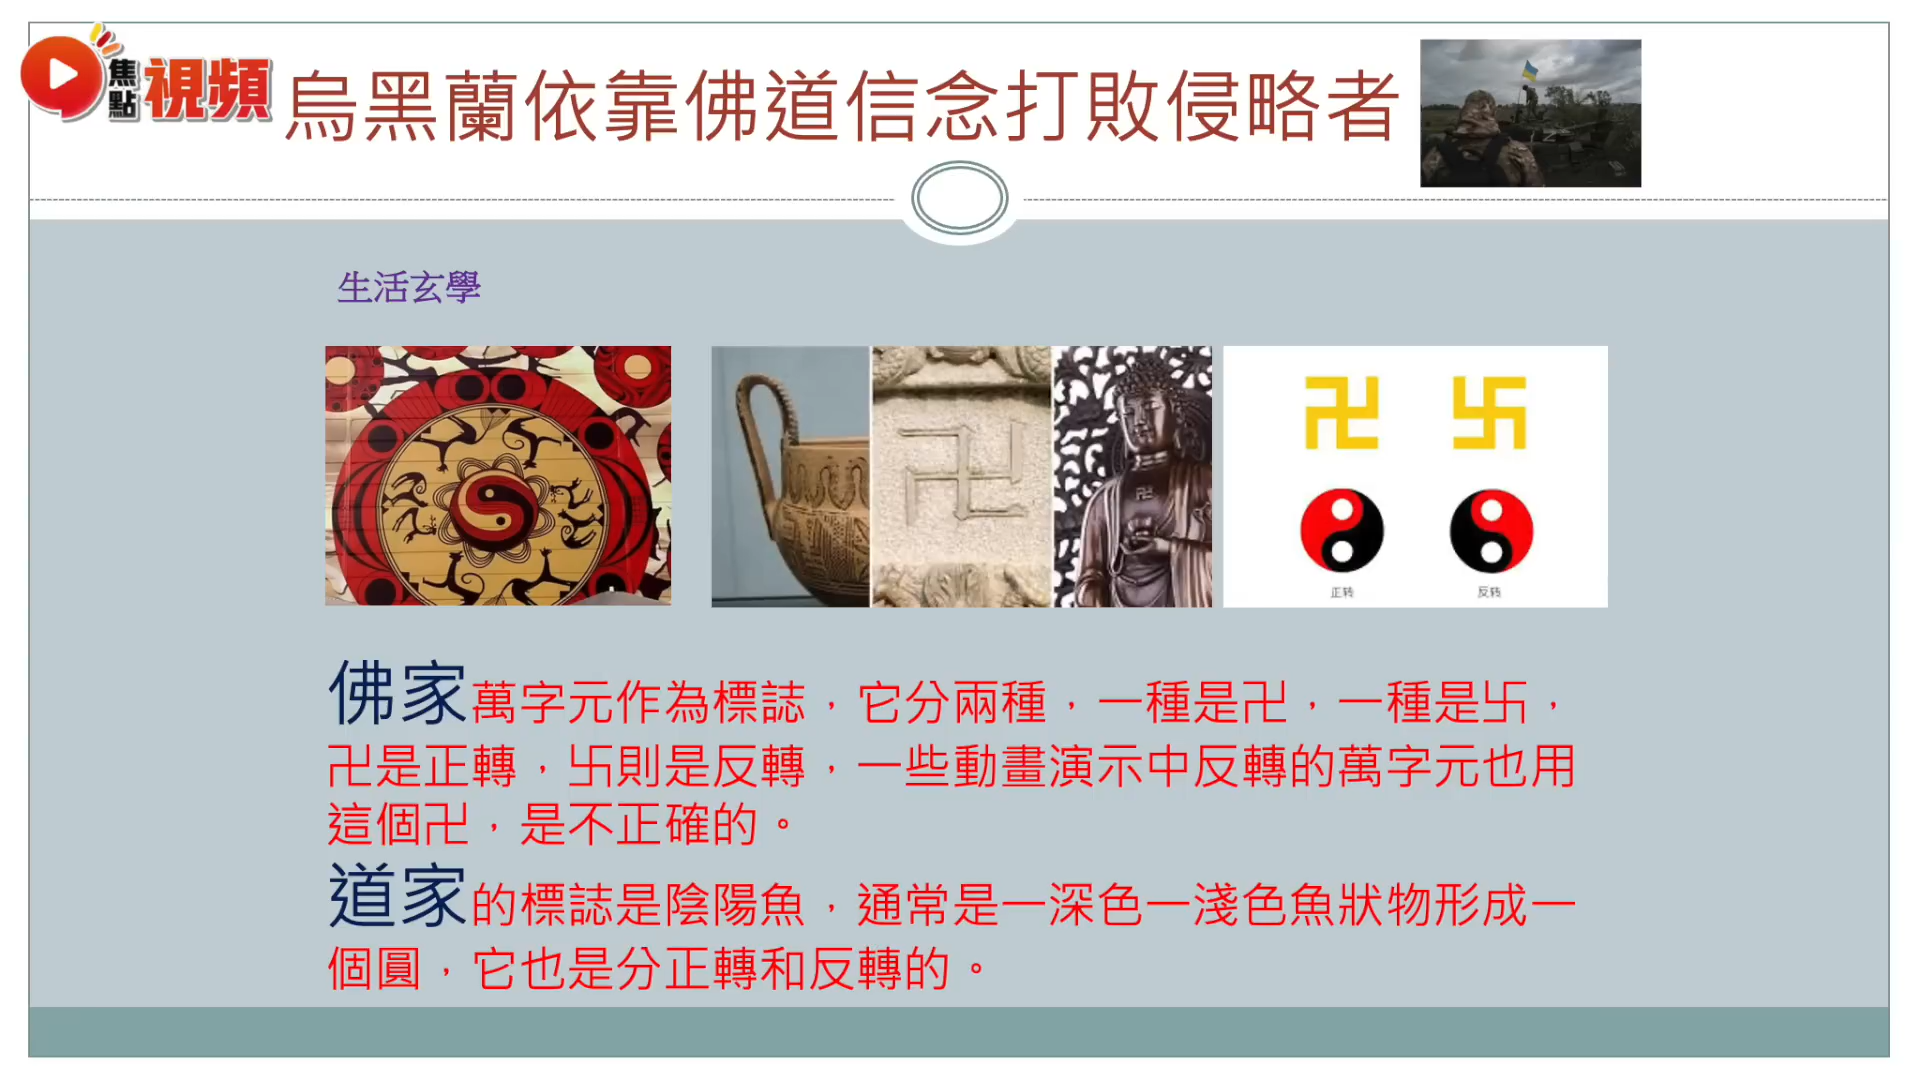 焦點視頻
烏黑蘭依靠佛道信念打敗侵略者
生活玄學
卍 卐
正转 反转
佛家萬字元作為標誌，它分兩種，一種是卍，一種是卐，
卍是正轉，卐則是反轉，一些動畫演示中反轉的萬字元也用
這個卍，是不正確的。
道家的標誌是陰陽魚，通常是一深色一淺色魚狀物形成一
個圓，它也是分正轉和反轉的。